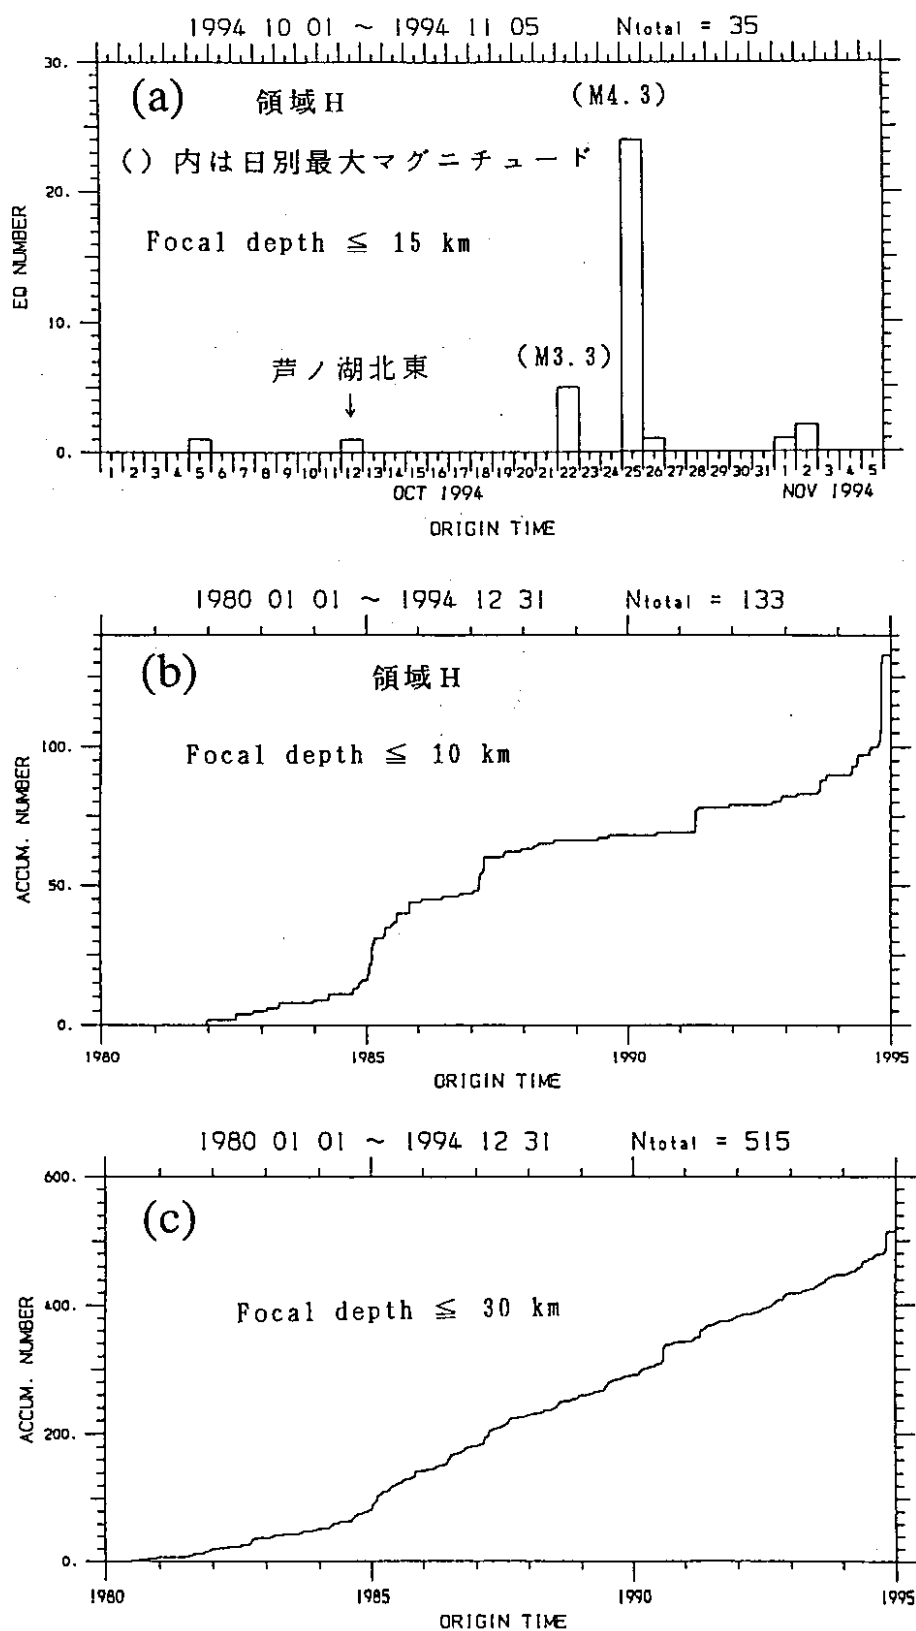 1994 10 01 ~ 1994 11 05 Ntotal = 35
30.
(a) 領域H (M4.3)
() 内は日別最大マグニチュード
20.
Focal depth ≦ 15 km
EQ NUMBER
10.
芦ノ湖北東 (M3.3)
↓
0.
1 2 3 4 5 6 7 8 9 10 11 12 13 14 15 16 17 18 19 20 21 22 23 24 25 26 27 28 29 30 31 1 2 3 4 5
OCT 1994 NOV 1994
ORIGIN TIME
1980 01 01 ~ 1994 12 31 Ntotal = 133
(b) 領域H
Focal depth ≦ 10 km
100.
ACCUM. NUMBER
50.
0.
1980 1985 1990 1995
ORIGIN TIME
1980 01 01 ~ 1994 12 31 Ntotal = 515
600.
(c)
Focal depth ≦ 30 km
400.
ACCUM. NUMBER
200.
0.
1980 1985 1990 1995
ORIGIN TIME